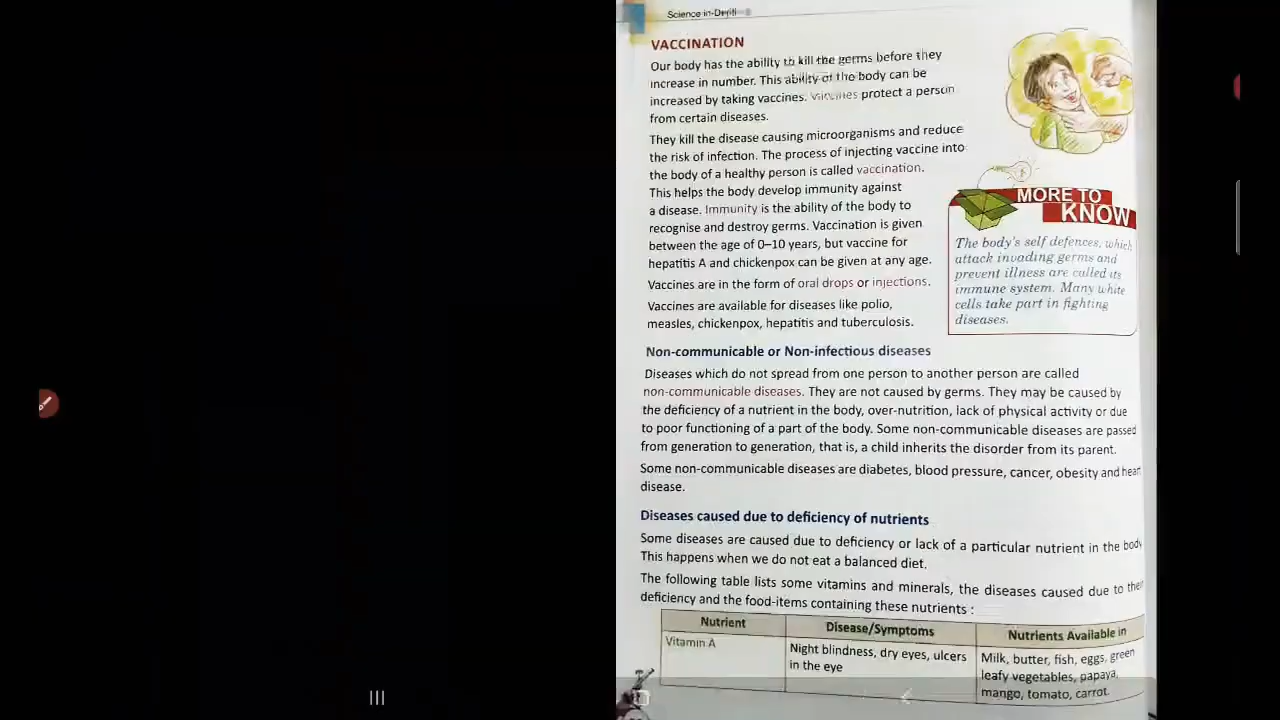 Science in-Depth
VACCINATION
Our body has the ability to kill the germs before they
increase in number. This ability of the body can be
increased by taking vaccines. Vaccines protect a person
from certain diseases.
They kill the disease causing microorganisms and reduce
the risk of infection. The process of injecting vaccine into
the body of a healthy person is called vaccination.
This helps the body develop immunity against
a disease. Immunity is the ability of the body to
recognise and destroy germs. Vaccination is given
between the age of 0–10 years, but vaccine for
hepatitis A and chickenpox can be given at any age.
Vaccines are in the form of oral drops or injections.
Vaccines are available for diseases like polio,
measles, chickenpox, hepatitis and tuberculosis.
MORE TO
KNOW
The body's self defences, which
attack invading germs and
prevent illness are called its
immune system. Many white
cells take part in fighting
diseases.
Non-communicable or Non-infectious diseases
Diseases which do not spread from one person to another person are called
non-communicable diseases. They are not caused by germs. They may be caused by
the deficiency of a nutrient in the body, over-nutrition, lack of physical activity or due
to poor functioning of a part of the body. Some non-communicable diseases are passed
from generation to generation, that is, a child inherits the disorder from its parent.
Some non-communicable diseases are diabetes, blood pressure, cancer, obesity and heart
disease.
Diseases caused due to deficiency of nutrients
Some diseases are caused due to deficiency or lack of a particular nutrient in the body
This happens when we do not eat a balanced diet.
The following table lists some vitamins and minerals, the diseases caused due to their
deficiency and the food-items containing these nutrients :
Nutrient Disease/Symptoms Nutrients Available in
Vitamin A Night blindness, dry eyes, ulcers Milk, butter, fish, eggs, green
in the eye leafy vegetables, papaya,
mango, tomato, carrot.